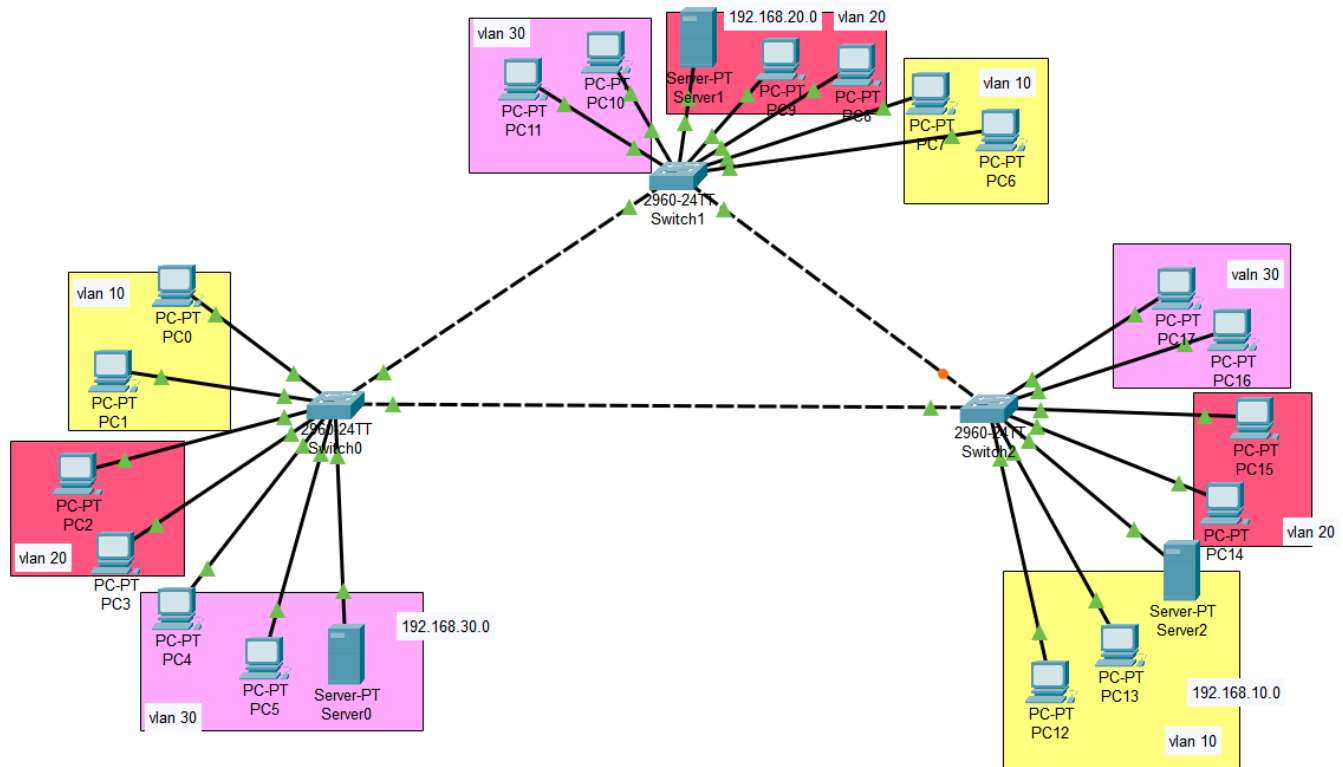 vlan 30
PC-PT
PC10
PC-PT
PC11
192.168.20.0
vlan 20
Server-PT
Server1
PC-PT
PC9
PC-PT
PC8
vlan 10
PC-PT
PC7
PC-PT
PC6
2960-24TT
Switch1
vlan 10
PC-PT
PC0
PC-PT
PC1
2960-24TT
Switch0
PC-PT
PC2
vlan 20
PC-PT
PC3
PC-PT
PC4
PC-PT
PC5
Server-PT
Server0
192.168.30.0
vlan 30
valn 30
PC-PT
PC17
PC-PT
PC16
2960-24TT
Switch2
PC-PT
PC15
PC-PT
PC14
vlan 20
Server-PT
Server2
PC-PT
PC13
PC-PT
PC12
192.168.10.0
vlan 10